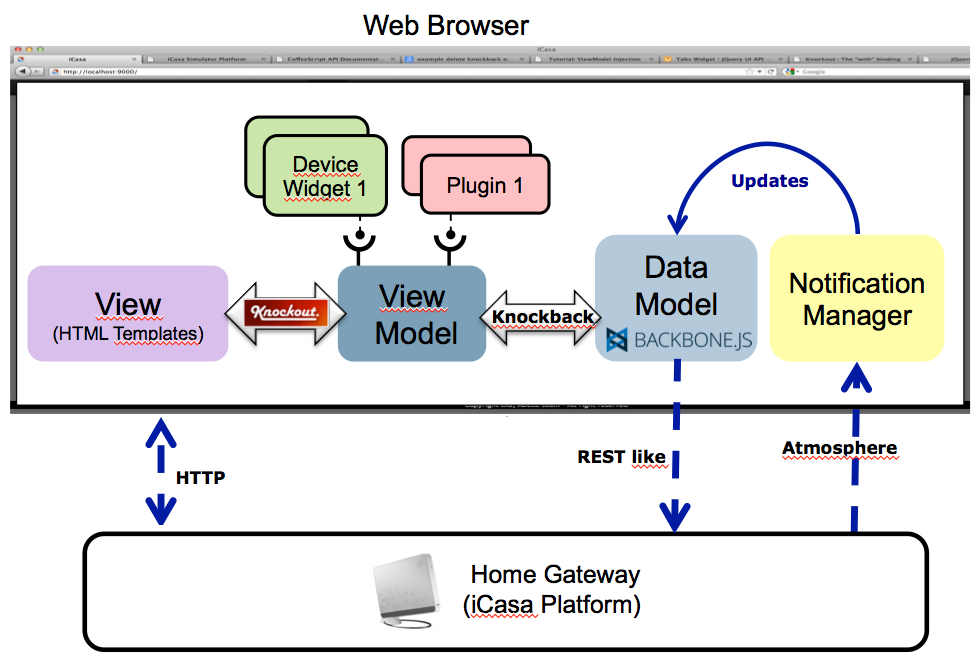 Web Browser
iCasa
iCasa
iCasa Simulator Platform
CoffeeScript API Documentat...
example delete knockback o...
Tutorial: ViewModel Injection
Tabs Widget | jQuery UI API ...
Knockout : The "with" binding
jQuery
http://localhost:9000/
Google
Device
Widget 1
Plugin 1
Updates
View
(HTML Templates)
Knockout.
View
Model
Knockback
Data
Model
BACKBONE.JS
Notification
Manager
HTTP
REST like
Atmosphere
Home Gateway
(iCasa Platform)